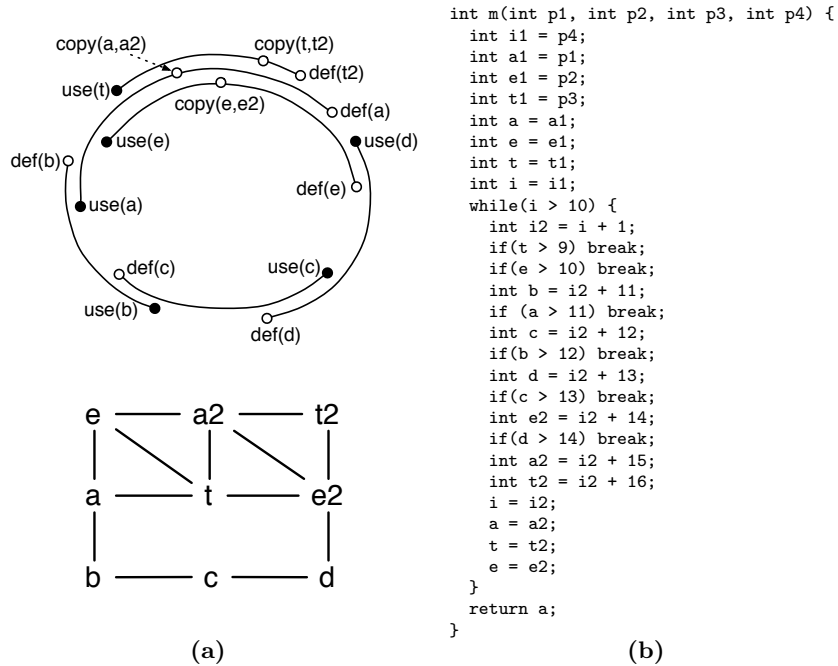 copy(a,a2) copy(t,t2)
def(t2)
use(t)
copy(e,e2)
def(a)
use(e) use(d)
def(b)
def(e)
use(a)
def(c) use(c)
use(b)
def(d)
e a2 t2
a t e2
b c d
(a)
int m(int p1, int p2, int p3, int p4) {
int i1 = p4;
int a1 = p1;
int e1 = p2;
int t1 = p3;
int a = a1;
int e = e1;
int t = t1;
int i = i1;
while(i > 10) {
int i2 = i + 1;
if(t > 9) break;
if(e > 10) break;
int b = i2 + 11;
if (a > 11) break;
int c = i2 + 12;
if(b > 12) break;
int d = i2 + 13;
if(c > 13) break;
int e2 = i2 + 14;
if(d > 14) break;
int a2 = i2 + 15;
int t2 = i2 + 16;
i = i2;
a = a2;
t = t2;
e = e2;
}
return a;
}
(b)